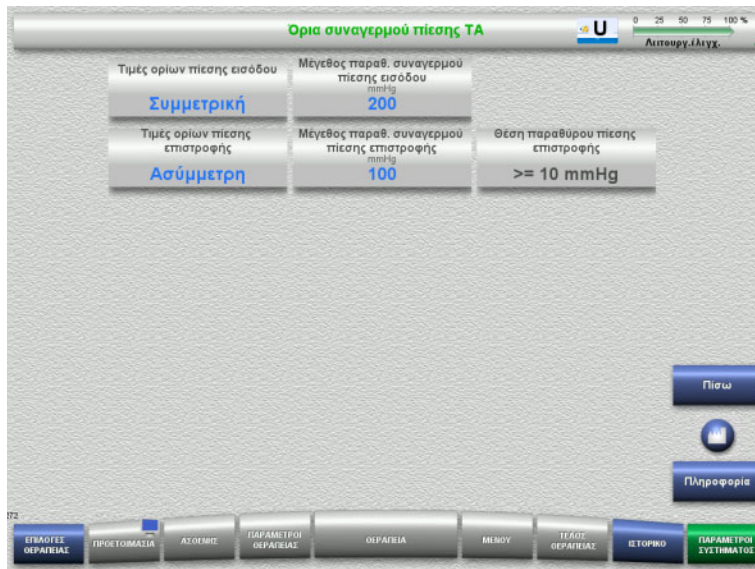 Όρια συναγερμού πίεσης ΤΑ
U
0 25 50 75 100 %
Λειτουργ.έλεγχ.
Τιμές ορίων πίεσης εισόδου
Συμμετρική
Μέγεθος παραθ. συναγερμού
πίεσης εισόδου
mmHg
200
Τιμές ορίων πίεσης
επιστροφής
Ασύμμετρη
Μέγεθος παραθ. συναγερμού
πίεσης επιστροφής
mmHg
100
Θέση παραθύρου πίεσης
επιστροφής
>= 10 mmHg
Πίσω
Πληροφορία
272
ΕΠΙΛΟΓΕΣ
ΘΕΡΑΠΕΙΑΣ
ΠΡΟΕΤΟΙΜΑΣΙΑ
ΑΣΘΕΝΗΣ
ΠΑΡΑΜΕΤΡΟΙ
ΘΕΡΑΠΕΙΑΣ
ΘΕΡΑΠΕΙΑ
ΜΕΝΟΥ
ΤΕΛΟΣ
ΘΕΡΑΠΕΙΑΣ
ΙΣΤΟΡΙΚΟ
ΠΑΡΑΜΕΤΡΟΙ
ΣΥΣΤΗΜΑΤΟΣ